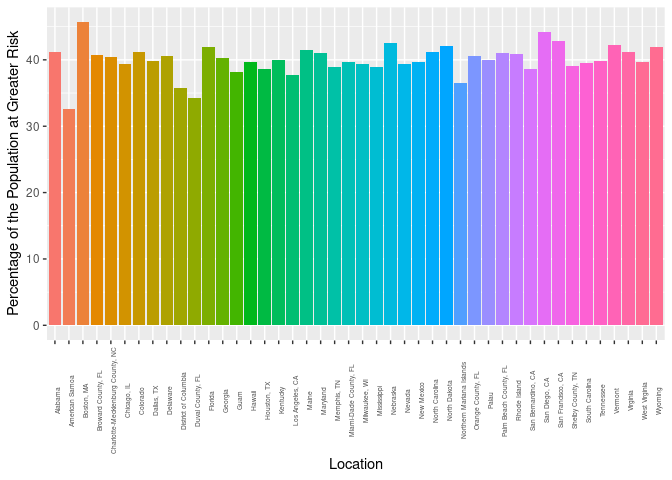 Percentage of the Population at Greater Risk
40
30
20
10
0
Alabama
American Samoa
Boston, MA
Broward County, FL
Charlotte-Mecklenburg County, NC
Chicago, IL
Colorado
Dallas, TX
Delaware
District of Columbia
Duval County, FL
Florida
Georgia
Guam
Hawaii
Houston, TX
Kentucky
Los Angeles, CA
Maine
Maryland
Memphis, TN
Miami-Dade County, FL
Milwaukee, WI
Mississippi
Nebraska
Nevada
New Mexico
North Carolina
North Dakota
Northern Mariana Islands
Orange County, FL
Palau
Palm Beach County, FL
Rhode Island
San Bernardino, CA
San Diego, CA
San Francisco, CA
Shelby County, TN
South Carolina
Tennessee
Vermont
Virginia
West Virginia
Wyoming
Location